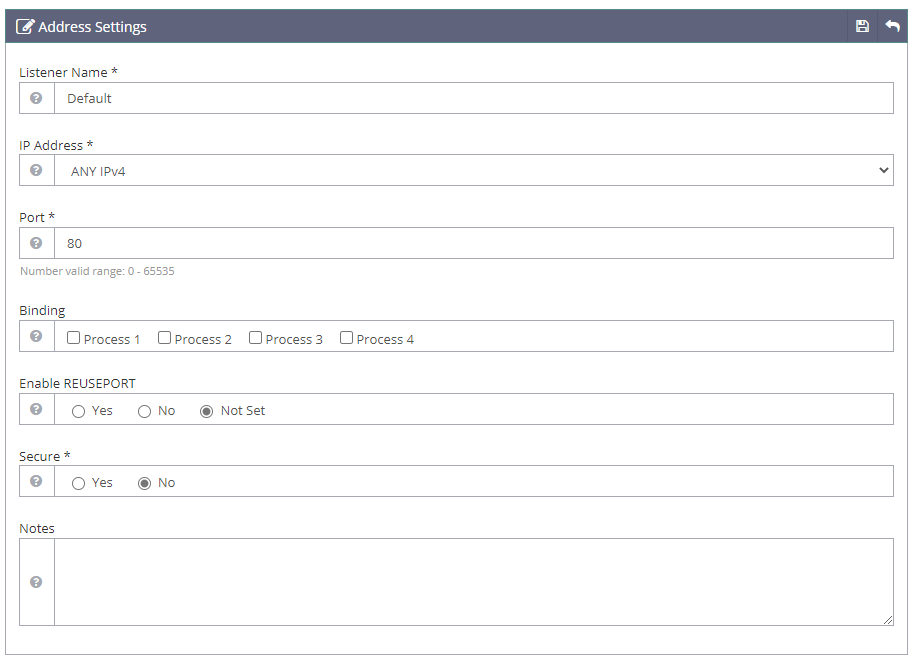 Address Settings
Listener Name *
Default
IP Address *
ANY IPv4
Port *
80
Number valid range: 0 - 65535
Binding
Process 1 Process 2 Process 3 Process 4
Enable REUSEPORT
Yes No Not Set
Secure *
Yes No
Notes